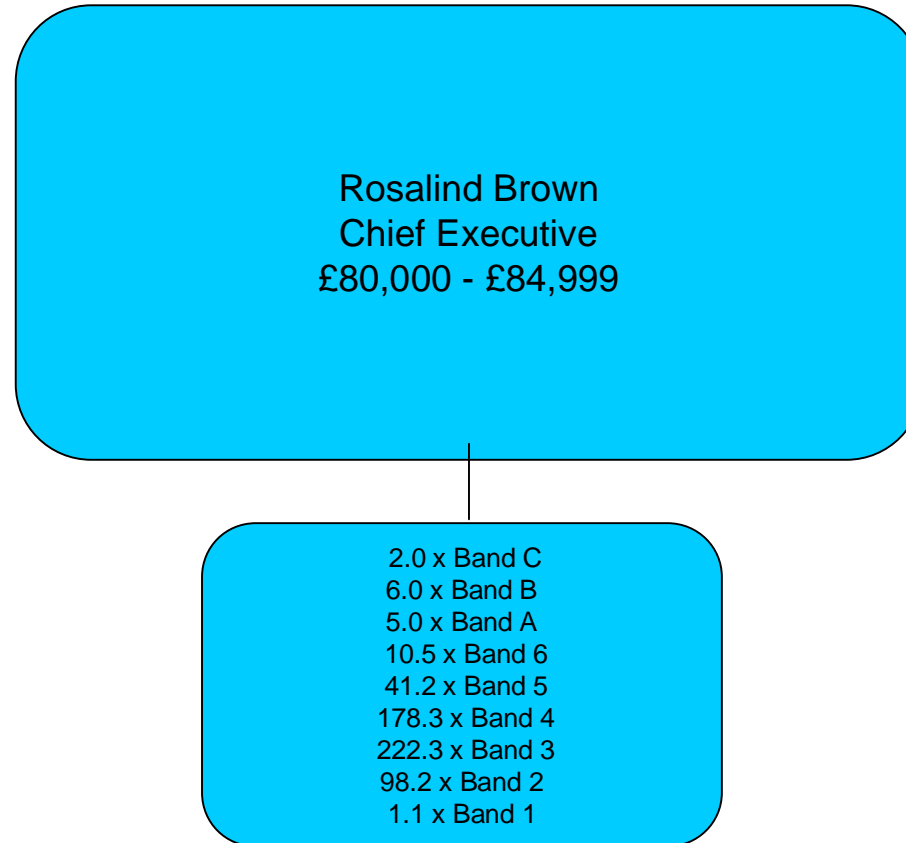 Rosalind Brown
Chief Executive
£80,000 - £84,999
2.0 x Band C
6.0 x Band B
5.0 x Band A
10.5 x Band 6
41.2 x Band 5
178.3 x Band 4
222.3 x Band 3
98.2 x Band 2
1.1 x Band 1